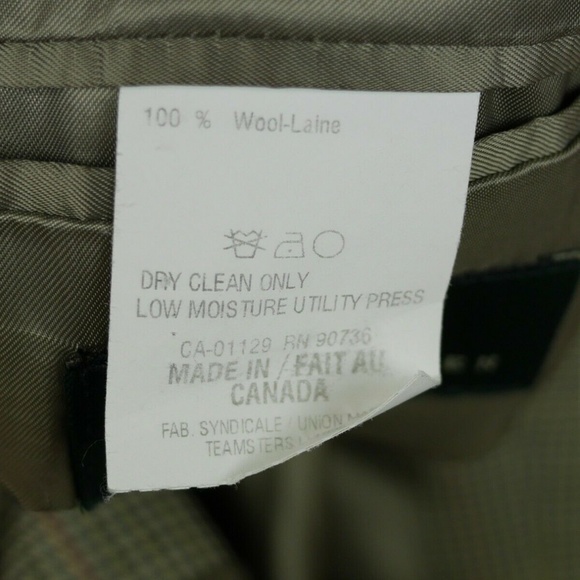 100 % Wool-Laine
DRY CLEAN ONLY
LOW MOISTURE UTILITY PRESS
CA-01129 RN 90736
MADE IN / FAIT AU
CANADA
FAB. SYNDICALE / UNION
TEAMSTERS